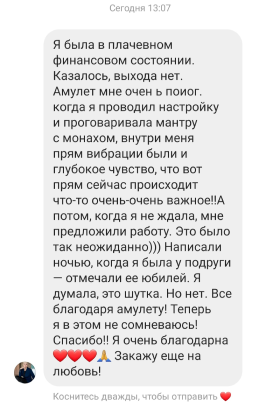 Сегодня 13:07
Я была в плачевном
финансовом состоянии.
Казалось, выхода нет.
Амулет мне очен ь поиог.
когда я проводил настройку
и проговаривала мантру
с монахом, внутри меня
прям вибрации были и
глубокое чувство, что вот
прям сейчас происходит
что-то очень-очень важное!!А
потом, когда я не ждала, мне
предложили работу. Это было
так неожиданно))) Написали
ночью, когда я была у подруги
— отмечали ее юбилей. Я
думала, это шутка. Но нет. Все
благодаря амулету! Теперь
я в этом не сомневаюсь!
Спасибо!! Я очень благодарна
❤️❤️❤️🙏 Закажу еще на
любовь!
Коснитесь дважды, чтобы отправить ❤️